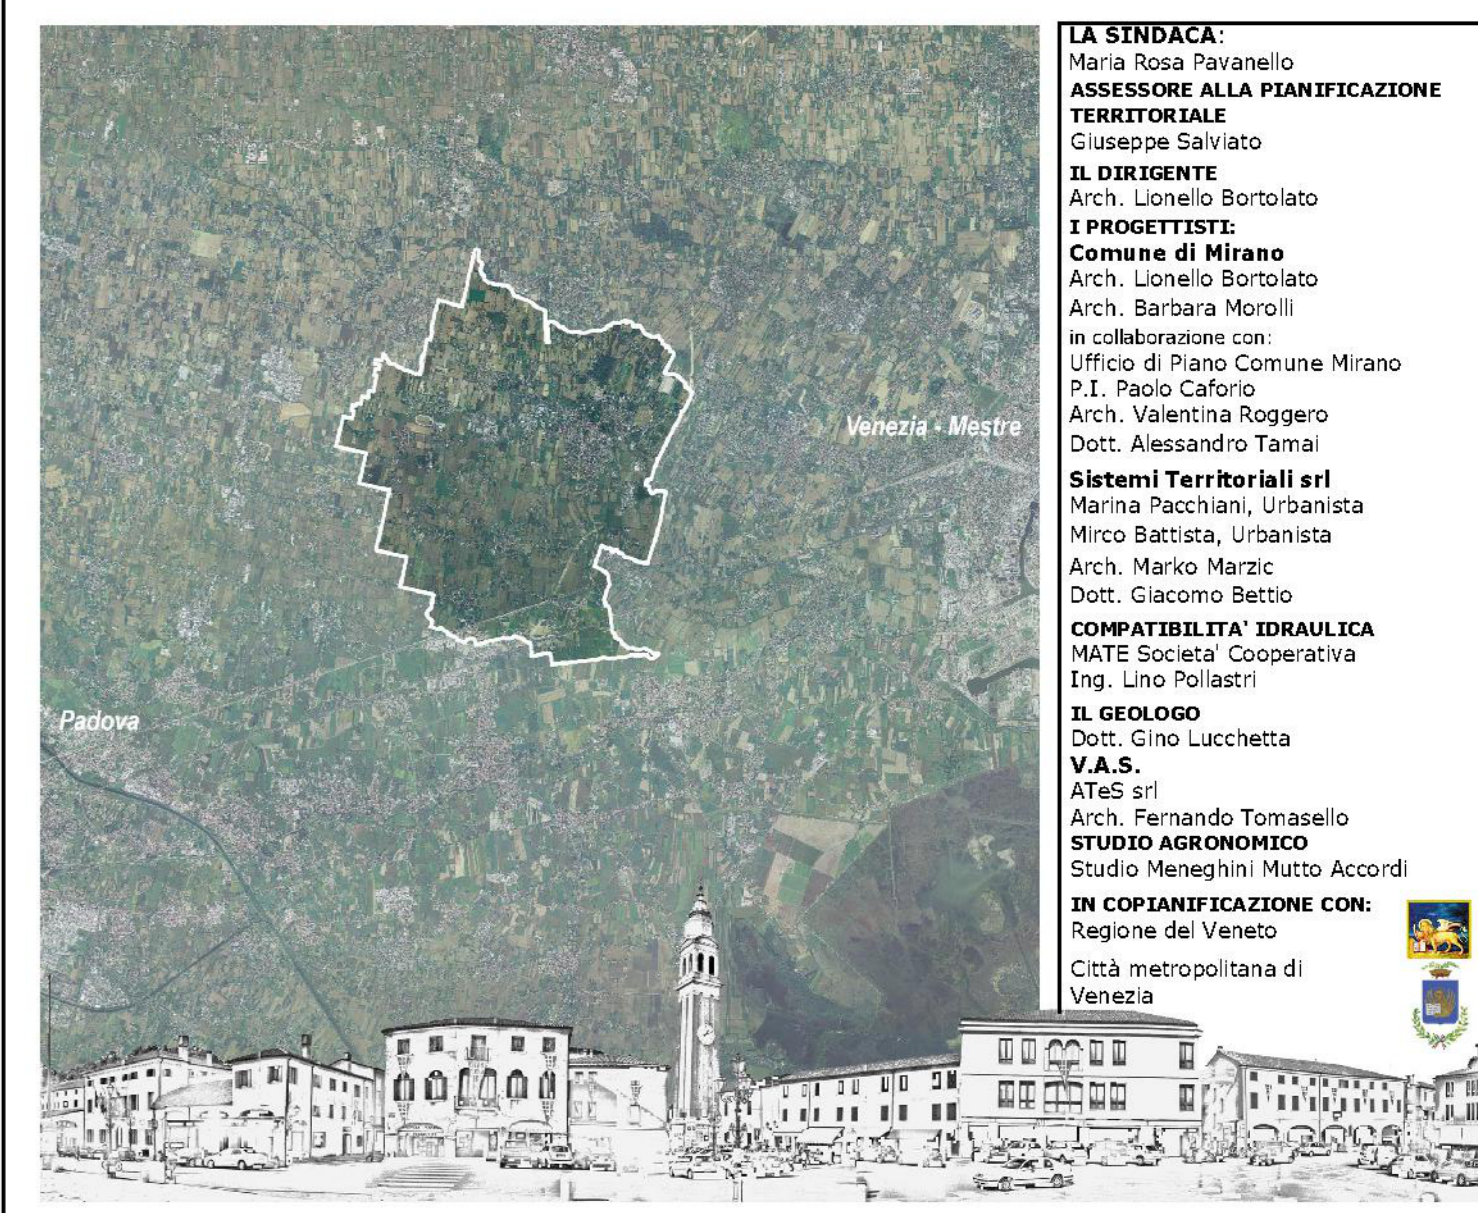 LA SINDACA:
Maria Rosa Pavanello
ASSESSORE ALLA PIANIFICAZIONE
TERRITORIALE
Giuseppe Salviato
IL DIRIGENTE
Arch. Lionello Bortolato
I PROGETTISTI:
Comune di Mirano
Arch. Lionello Bortolato
Arch. Barbara Morolli
in collaborazione con:
Ufficio di Piano Comune Mirano
P.I. Paolo Caforio
Arch. Valentina Roggero
Dott. Alessandro Tamai
Sistemi Territoriali srl
Marina Pacchiani, Urbanista
Mirco Battista, Urbanista
Arch. Marko Marzic
Dott. Giacomo Bettio
COMPATIBILITA' IDRAULICA
MATE Societa' Cooperativa
Ing. Lino Pollastri
IL GEOLOGO
Dott. Gino Lucchetta
V.A.S.
ATeS srl
Arch. Fernando Tomasello
STUDIO AGRONOMICO
Studio Meneghini Mutto Accordi
IN COPIANIFICAZIONE CON:
Regione del Veneto
Città metropolitana di
Venezia
Venezia - Mestre
Padova